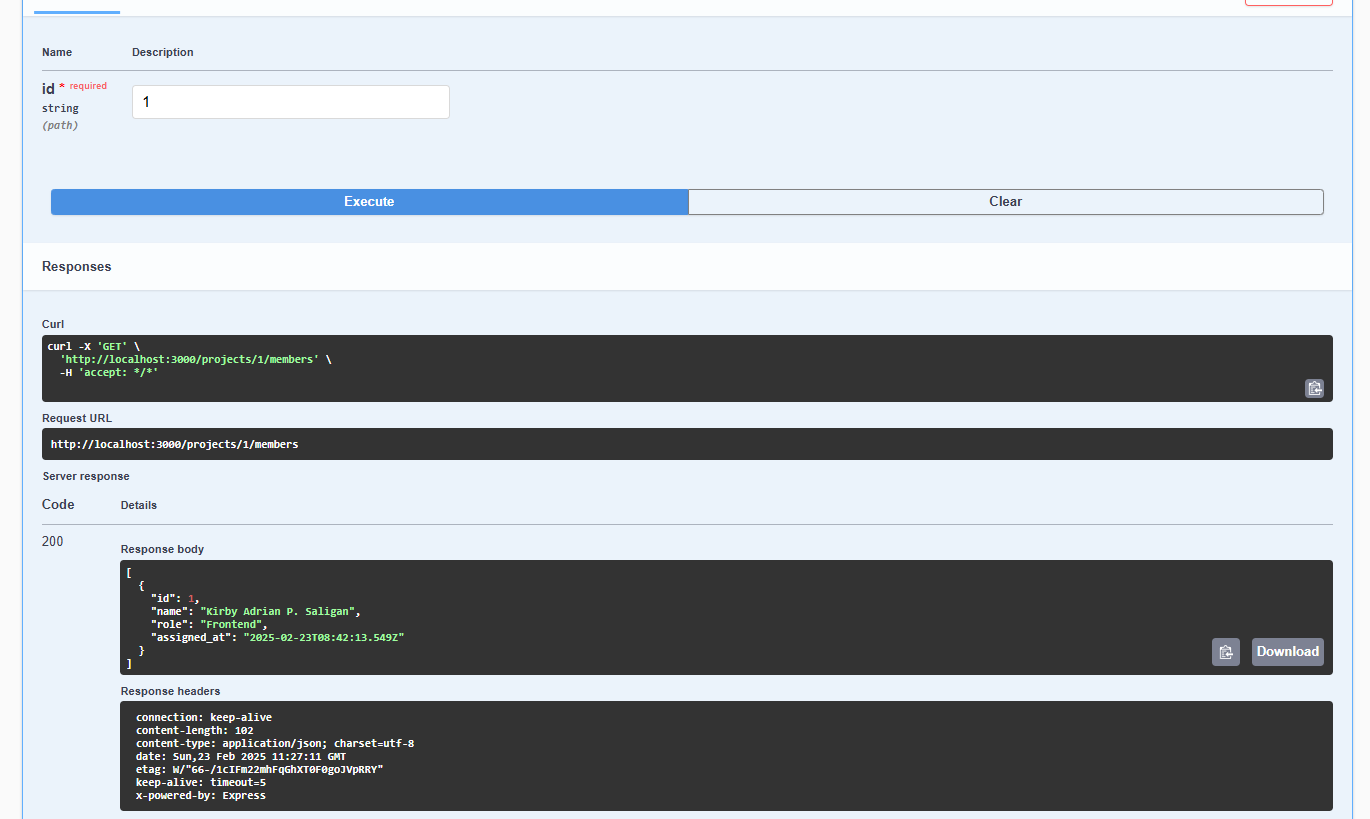 Name Description
id * required
1
string
(path)
Execute Clear
Responses
Curl
curl -X 'GET' \
  'http://localhost:3000/projects/1/members' \
  -H 'accept: */*'
Request URL
http://localhost:3000/projects/1/members
Server response
Code Details
200
Response body
[
  {
    "id": 1,
    "name": "Kirby Adrian P. Saligan",
    "role": "Frontend",
    "assigned_at": "2025-02-23T08:42:13.549Z"
  }
]
Download
Response headers
connection: keep-alive
content-length: 102
content-type: application/json; charset=utf-8
date: Sun,23 Feb 2025 11:27:11 GMT
etag: W/"66-/1cIFm22mhFqGhXT0F0goJVpRRY"
keep-alive: timeout=5
x-powered-by: Express